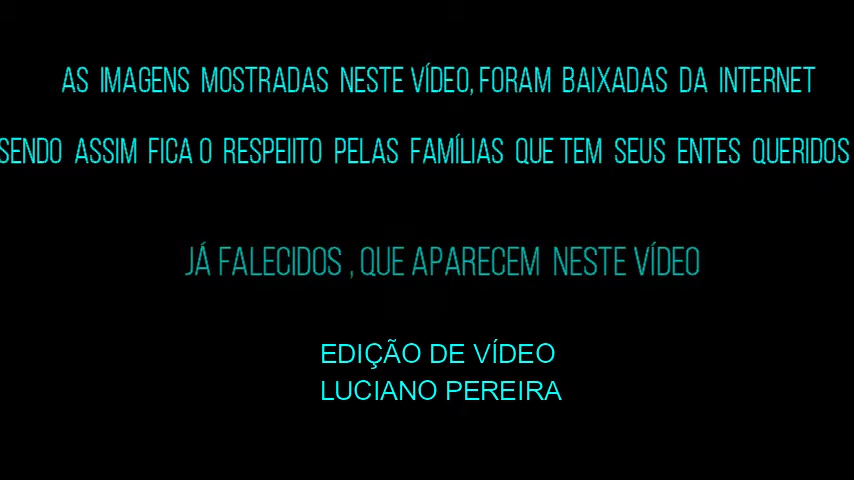 AS IMAGENS MOSTRADAS NESTE VÍDEO, FORAM BAIXADAS DA INTERNET
SENDO ASSIM FICA O RESPEIITO PELAS FAMÍLIAS QUE TEM SEUS ENTES QUERIDOS
JÁ FALECIDOS , QUE APARECEM NESTE VÍDEO
EDIÇÃO DE VÍDEO
LUCIANO PEREIRA